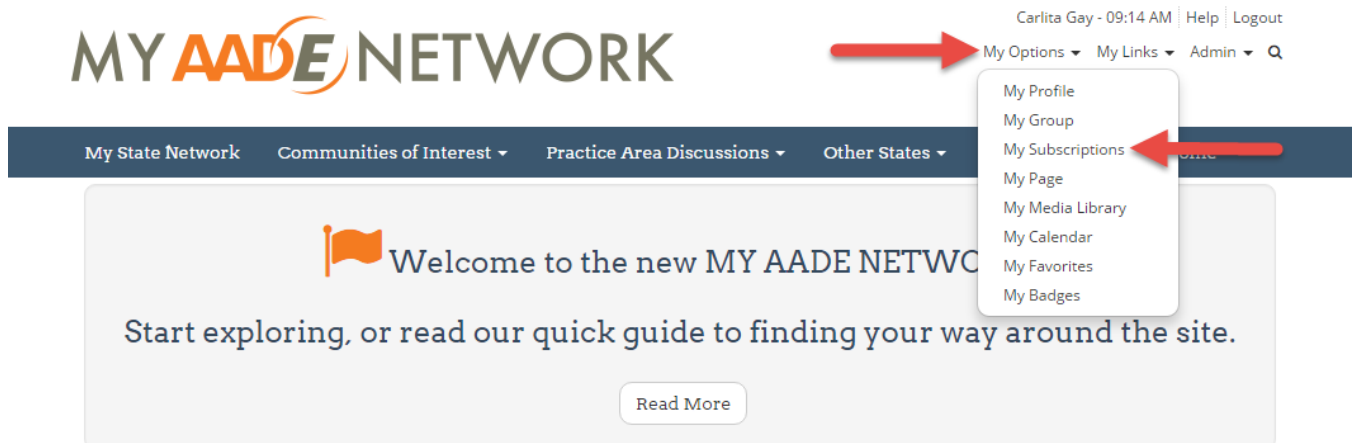 Carlita Gay - 09:14 AM Help Logout
MY AADE NETWORK
My Options My Links Admin
My Profile
My Group
My Subscriptions
My Page
My Media Library
My Calendar
My Favorites
My Badges
My State Network Communities of Interest Practice Area Discussions Other States
Welcome to the new MY AADE NETWO
Start exploring, or read our quick guide to finding your way around the site.
Read More